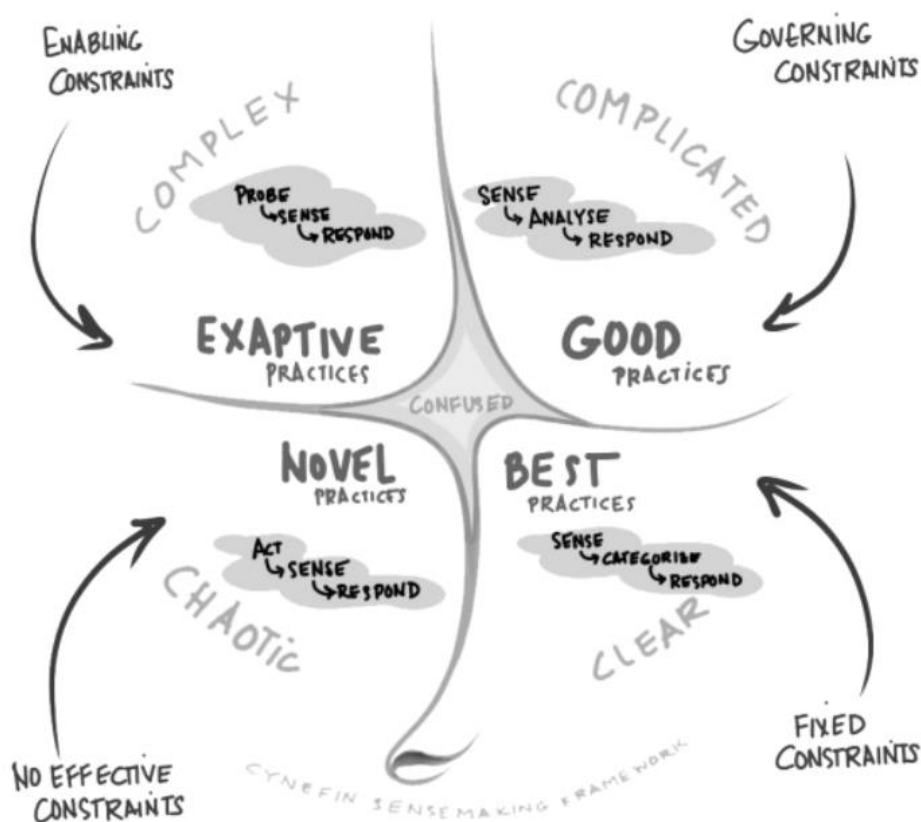 ENABLING
CONSTRAINTS
GOVERNING
CONSTRAINTS
COMPLEX
COMPLICATED
PROBE
SENSE
RESPOND
SENSE
ANALYSE
RESPOND
EXAPTIVE
PRACTICES
GOOD
PRACTICES
CONFUSED
NOVEL
PRACTICES
BEST
PRACTICES
ACT
SENSE
RESPOND
SENSE
CATEGORISE
RESPOND
CHAOTIC
CLEAR
NO EFFECTIVE
CONSTRAINTS
FIXED
CONSTRAINTS
CYNEFIN SENSEMAKING FRAMEWORK